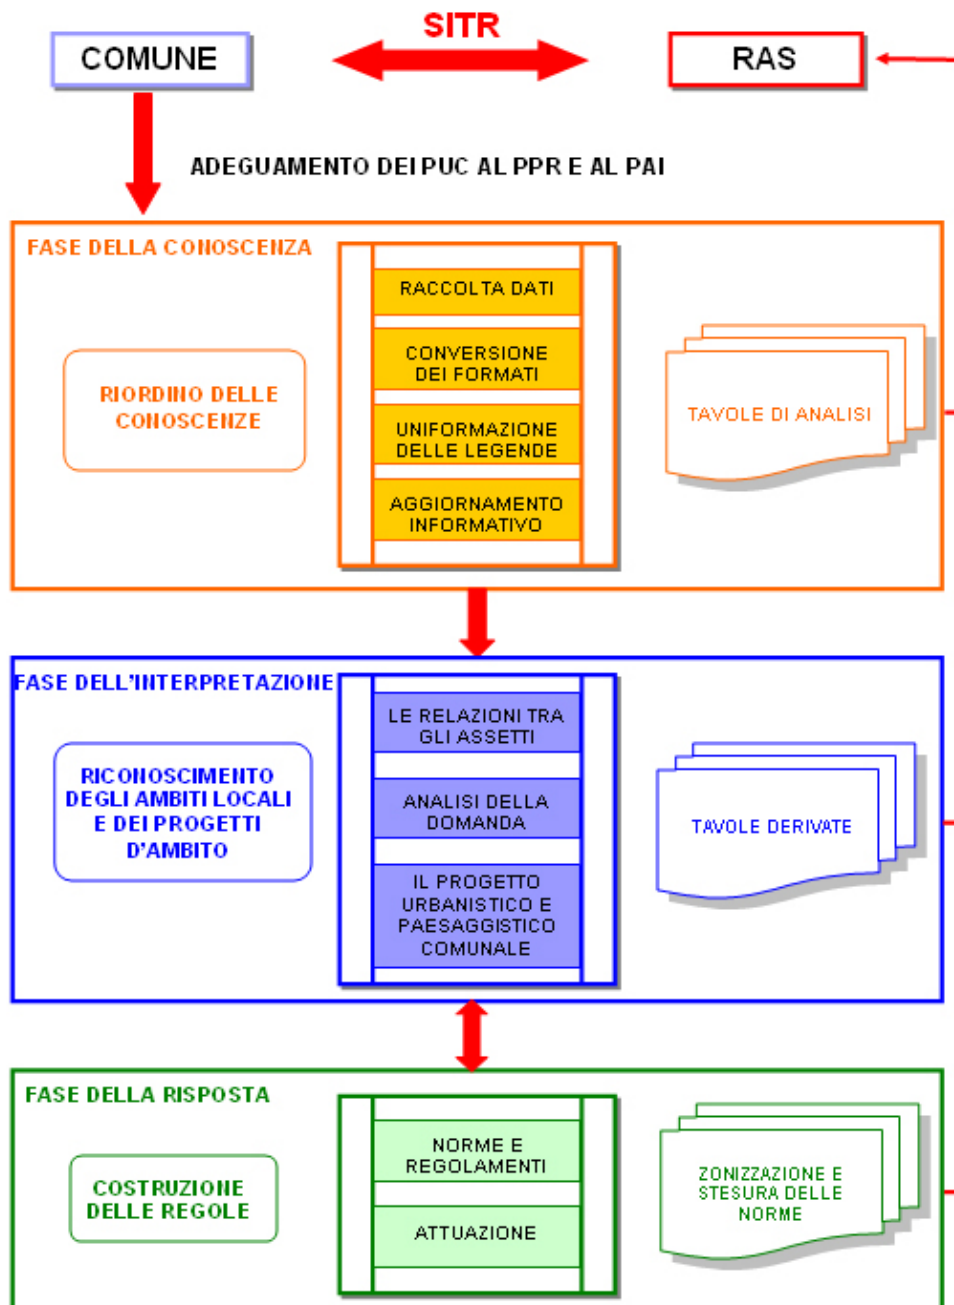 SITR
COMUNE
RAS
ADEGUAMENTO DEI PUC AL PPR E AL PAI
FASE DELLA CONOSCENZA
RIORDINO DELLE
CONOSCENZE
RACCOLTA DATI
CONVERSIONE
DEI FORMATI
UNIFORMAZIONE
DELLE LEGENDE
AGGIORNAMENTO
INFORMATIVO
TAVOLE DI ANALISI
FASE DELL'INTERPRETAZIONE
RICONOSCIMENTO
DEGLI AMBITI LOCALI
E DEI PROGETTI
D'AMBITO
LE RELAZIONI TRA
GLI ASSETTI
ANALISI DELLA
DOMANDA
IL PROGETTO
URBANISTICO E
PAESAGGISTICO
COMUNALE
TAVOLE DERIVATE
FASE DELLA RISPOSTA
COSTRUZIONE
DELLE REGOLE
NORME E
REGOLAMENTI
ATTUAZIONE
ZONIZZAZIONE E
STESURA DELLE
NORME